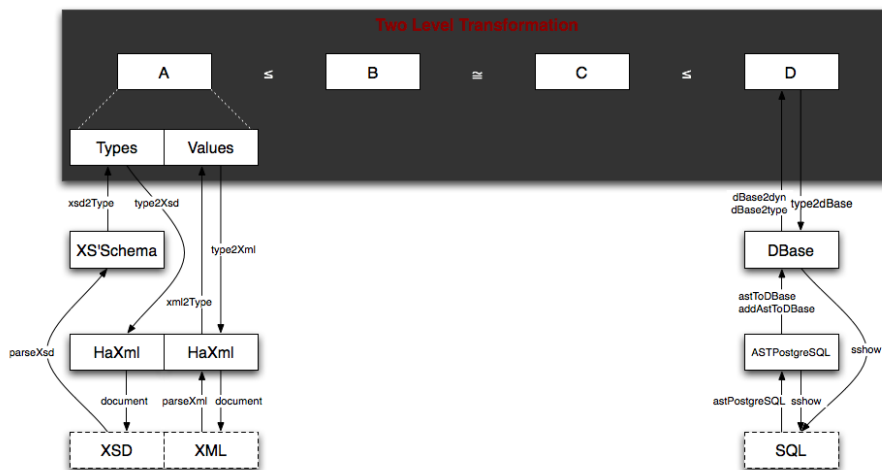 Two Level Transformation
A ≤ B ≅ C ≤ D
Types Values
xsd2Type type2Xsd
dBase2dyn
dBase2type type2dBase
XS'Schema type2Xml DBase
xml2Type
astToDBase
addAstToDBase
parseXsd HaXml HaXml ASTPostgreSQL sshow
document parseXml document astPostgreSQL sshow
XSD XML SQL